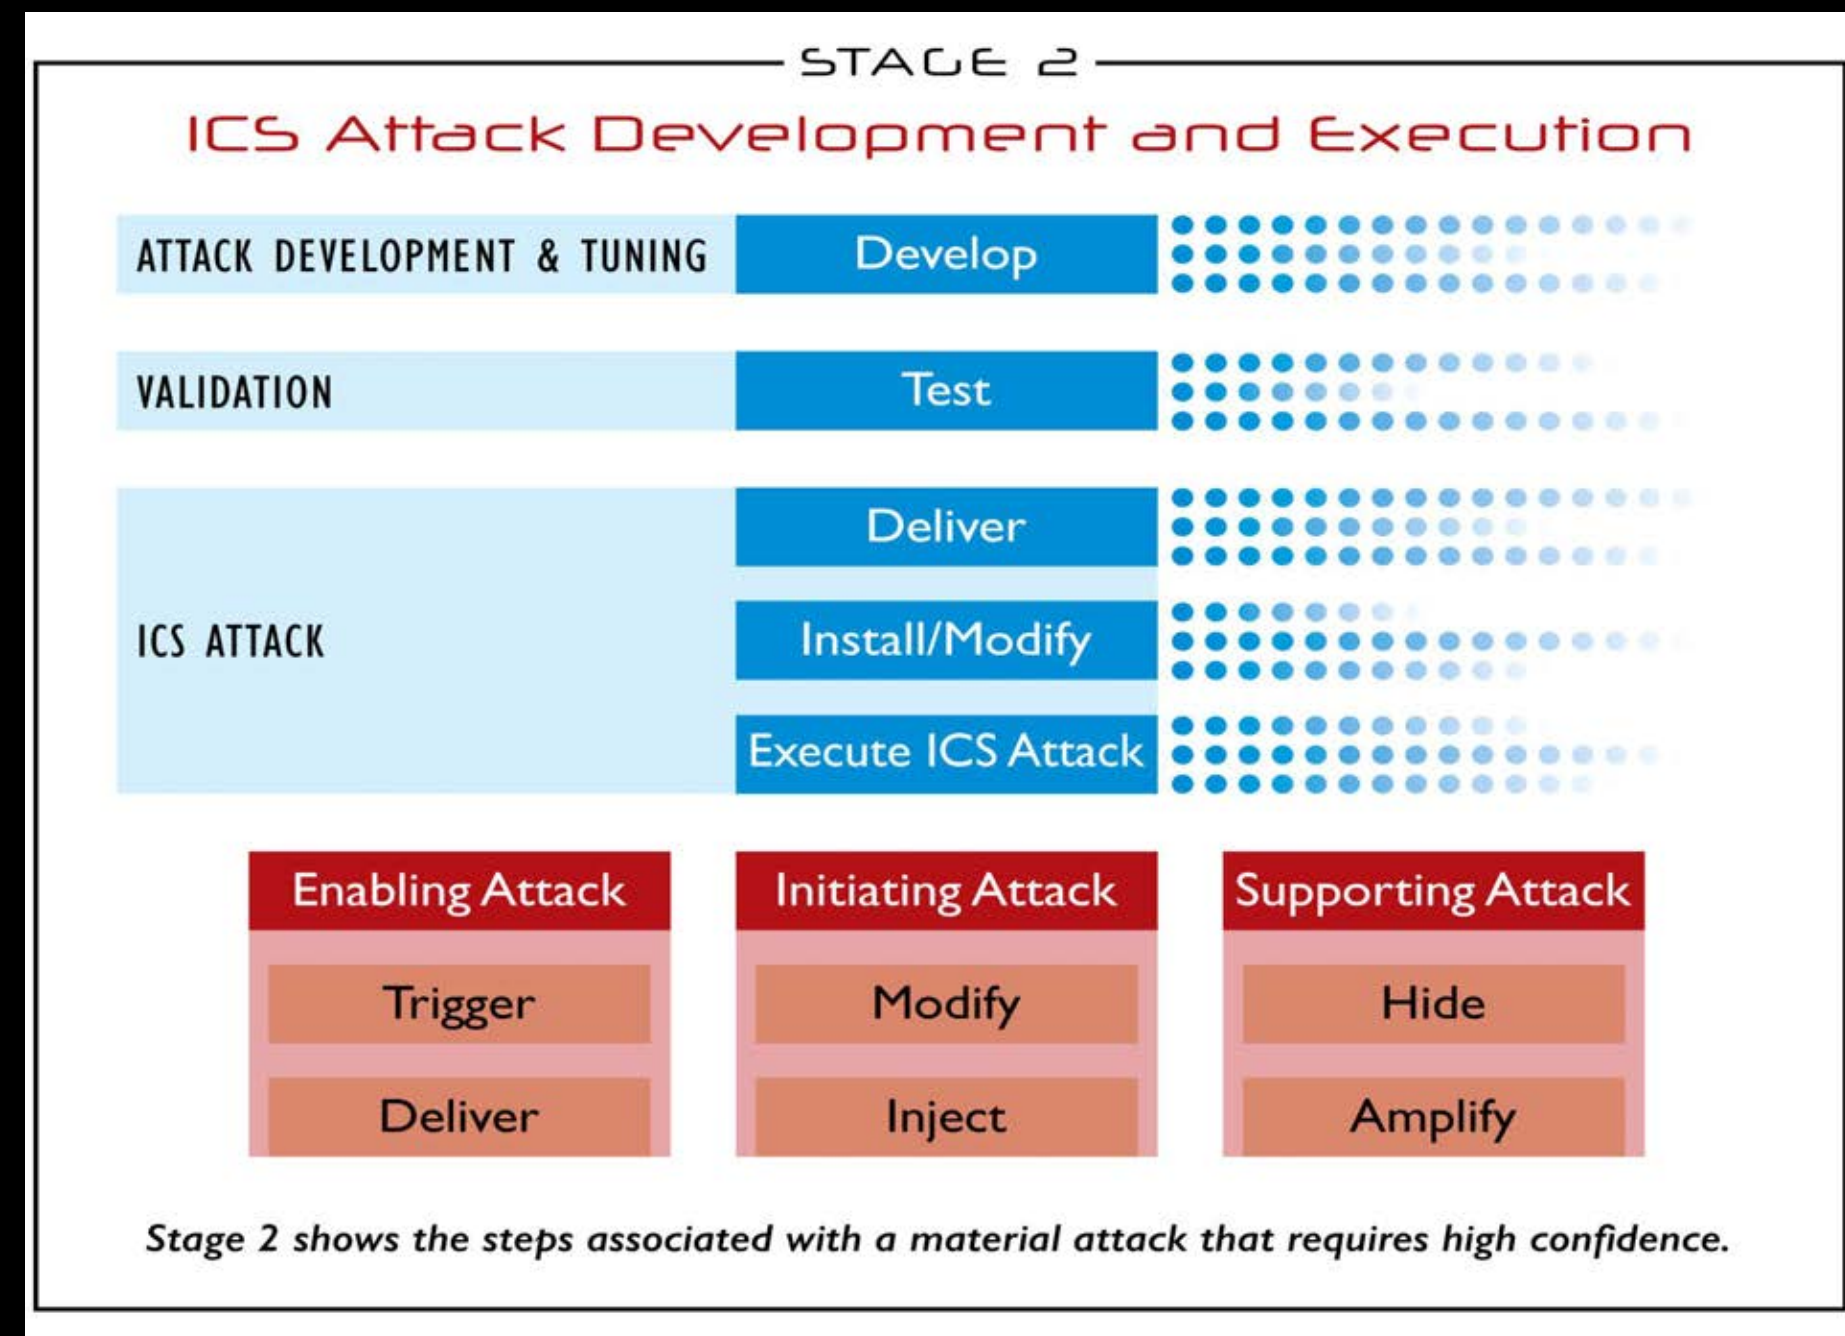 STAGE 2
ICS Attack Development and Execution
ATTACK DEVELOPMENT & TUNING
Develop
VALIDATION
Test
ICS ATTACK
Deliver
Install/Modify
Execute ICS Attack
Enabling Attack
Trigger
Deliver
Initiating Attack
Modify
Inject
Supporting Attack
Hide
Amplify
Stage 2 shows the steps associated with a material attack that requires high confidence.